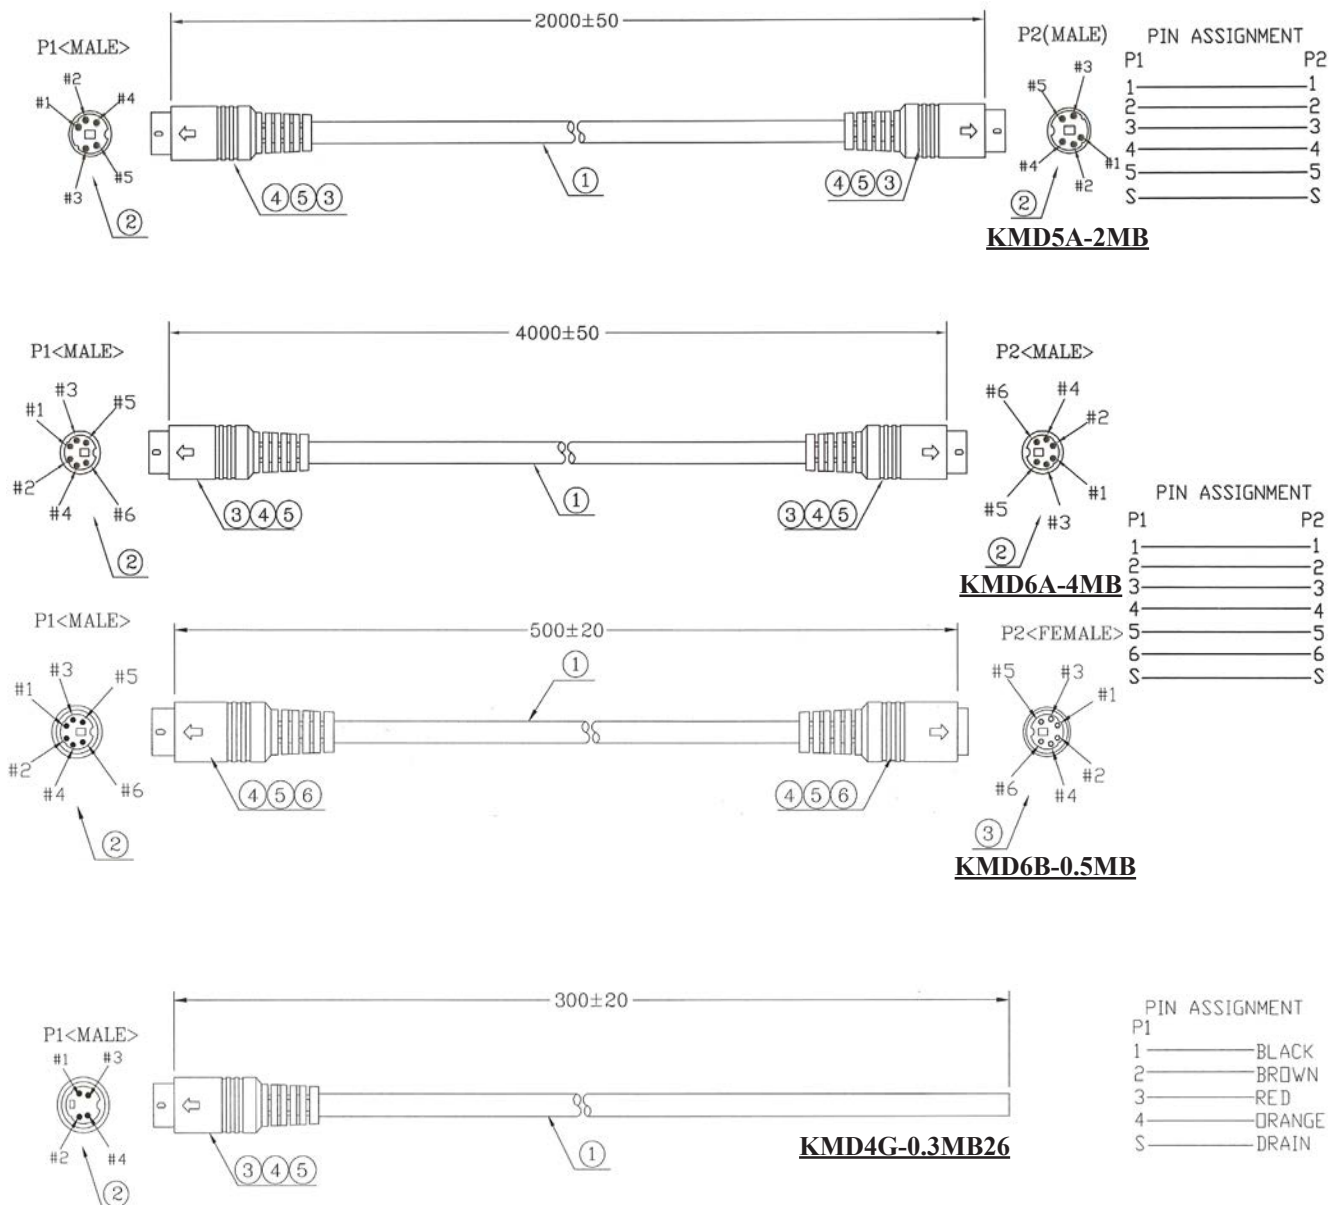 2000±50
P1<MALE>
#2
#1
#4
#5
#3
②
④⑤③
①
④⑤③
P2(MALE)
#3
#5
#4
#1
#2
②
KMD5A-2MB
PIN ASSIGNMENT
P1 P2
1 1
2 2
3 3
4 4
5 5
S S
4000±50
P1<MALE>
#3
#1
#5
#2
#4
#6
②
③④⑤
①
③④⑤
P2<MALE>
#6
#4
#2
#5
#1
#3
②
KMD6A-4MB
PIN ASSIGNMENT
P1 P2
1 1
2 2
3 3
4 4
5 5
6 6
S S
500±20
P1<MALE>
#3
#1
#5
#2
#4
#6
②
④⑤⑥
①
④⑤⑥
P2<FEMALE>
#5
#3
#1
#2
#6
#4
③
KMD6B-0.5MB
300±20
P1<MALE>
#1
#3
#2
#4
②
③④⑤
①
KMD4G-0.3MB26
PIN ASSIGNMENT
P1
1 BLACK
2 BROWN
3 RED
4 ORANGE
S DRAIN